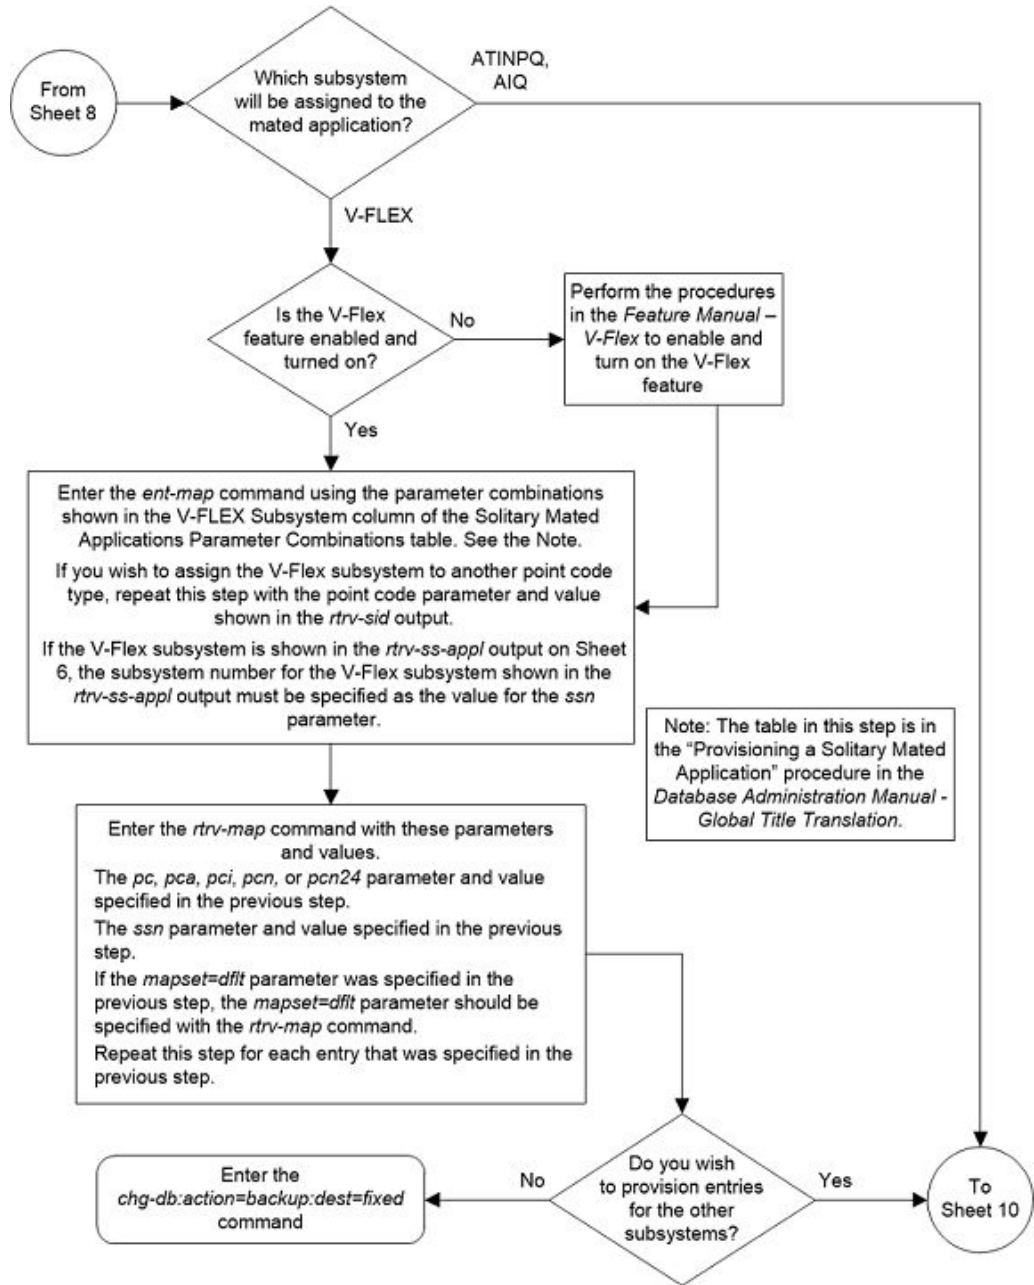 From
Sheet 8
Which subsystem
will be assigned to the
mated application?
ATINPQ,
AIQ
V-FLEX
Is the V-Flex
feature enabled and
turned on?
No
Perform the procedures
in the Feature Manual –
V-Flex to enable and
turn on the V-Flex
feature
Yes
Enter the ent-map command using the parameter combinations
shown in the V-FLEX Subsystem column of the Solitary Mated
Applications Parameter Combinations table. See the Note.
If you wish to assign the V-Flex subsystem to another point code
type, repeat this step with the point code parameter and value
shown in the rtrv-sid output.
If the V-Flex subsystem is shown in the rtrv-ss-appl output on Sheet
6, the subsystem number for the V-Flex subsystem shown in the
rtrv-ss-appl output must be specified as the value for the ssn
parameter.
Note: The table in this step is in
the “Provisioning a Solitary Mated
Application” procedure in the
Database Administration Manual -
Global Title Translation.
Enter the rtrv-map command with these parameters
and values.
The pc, pca, pci, pcn, or pcn24 parameter and value
specified in the previous step.
The ssn parameter and value specified in the previous
step.
If the mapset=dflt parameter was specified in the
previous step, the mapset=dflt parameter should be
specified with the rtrv-map command.
Repeat this step for each entry that was specified in the
previous step.
Do you wish
to provision entries
for the other
subsystems?
No
Enter the
chg-db:action=backup:dest=fixed
command
Yes
To
Sheet 10